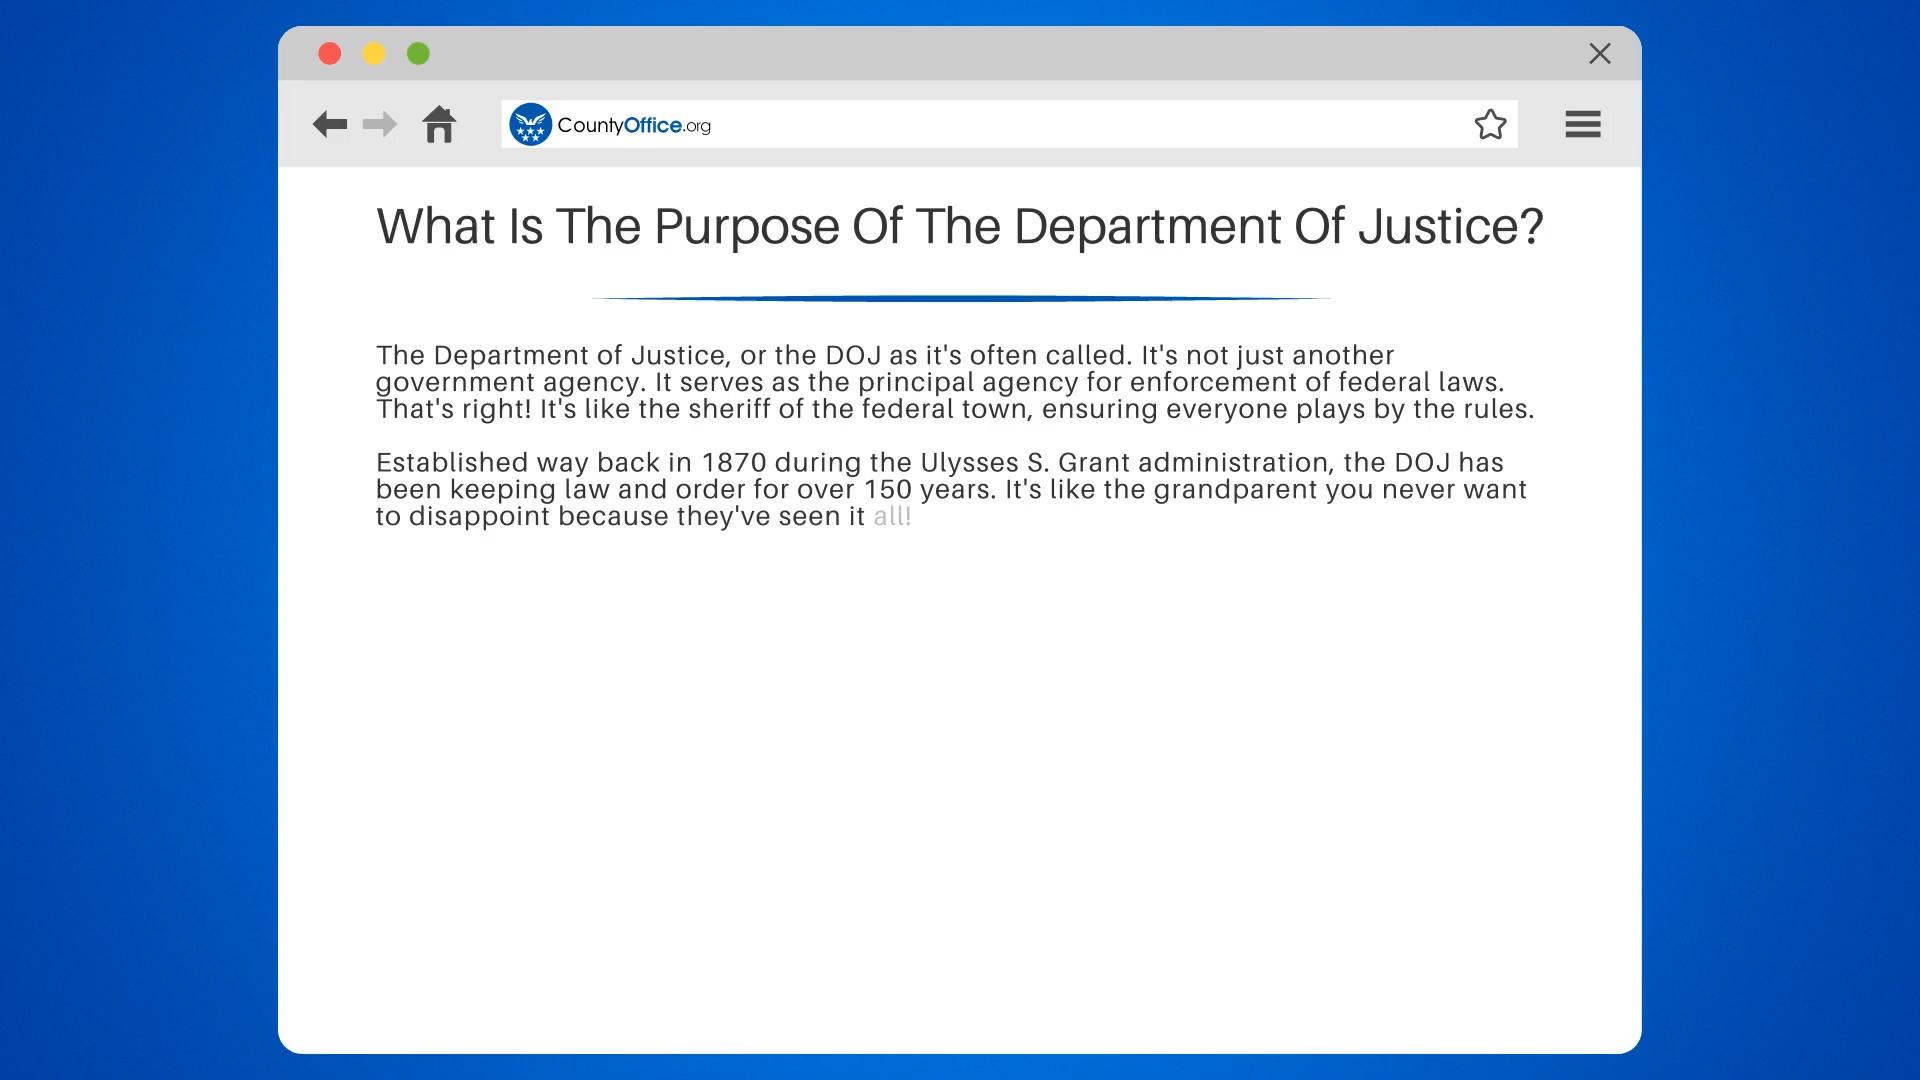 CountyOffice.org
What Is The Purpose Of The Department Of Justice?
The Department of Justice, or the DOJ as it's often called. It's not just another
government agency. It serves as the principal agency for enforcement of federal laws.
That's right! It's like the sheriff of the federal town, ensuring everyone plays by the rules.
Established way back in 1870 during the Ulysses S. Grant administration, the DOJ has
been keeping law and order for over 150 years. It's like the grandparent you never want
to disappoint because they've seen it all!